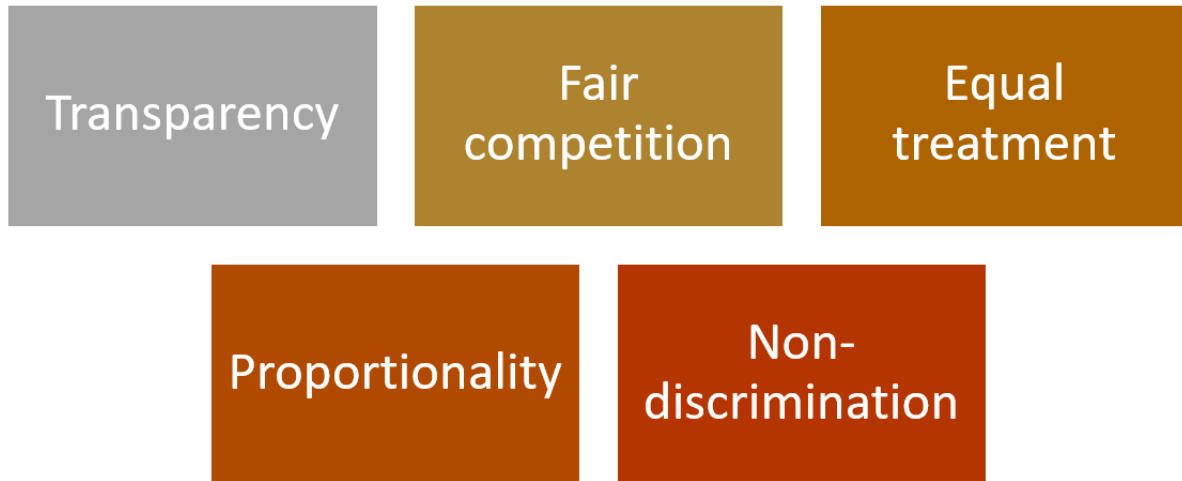 Transparency
Fair
competition
Equal
treatment
Proportionality
Non-
discrimination